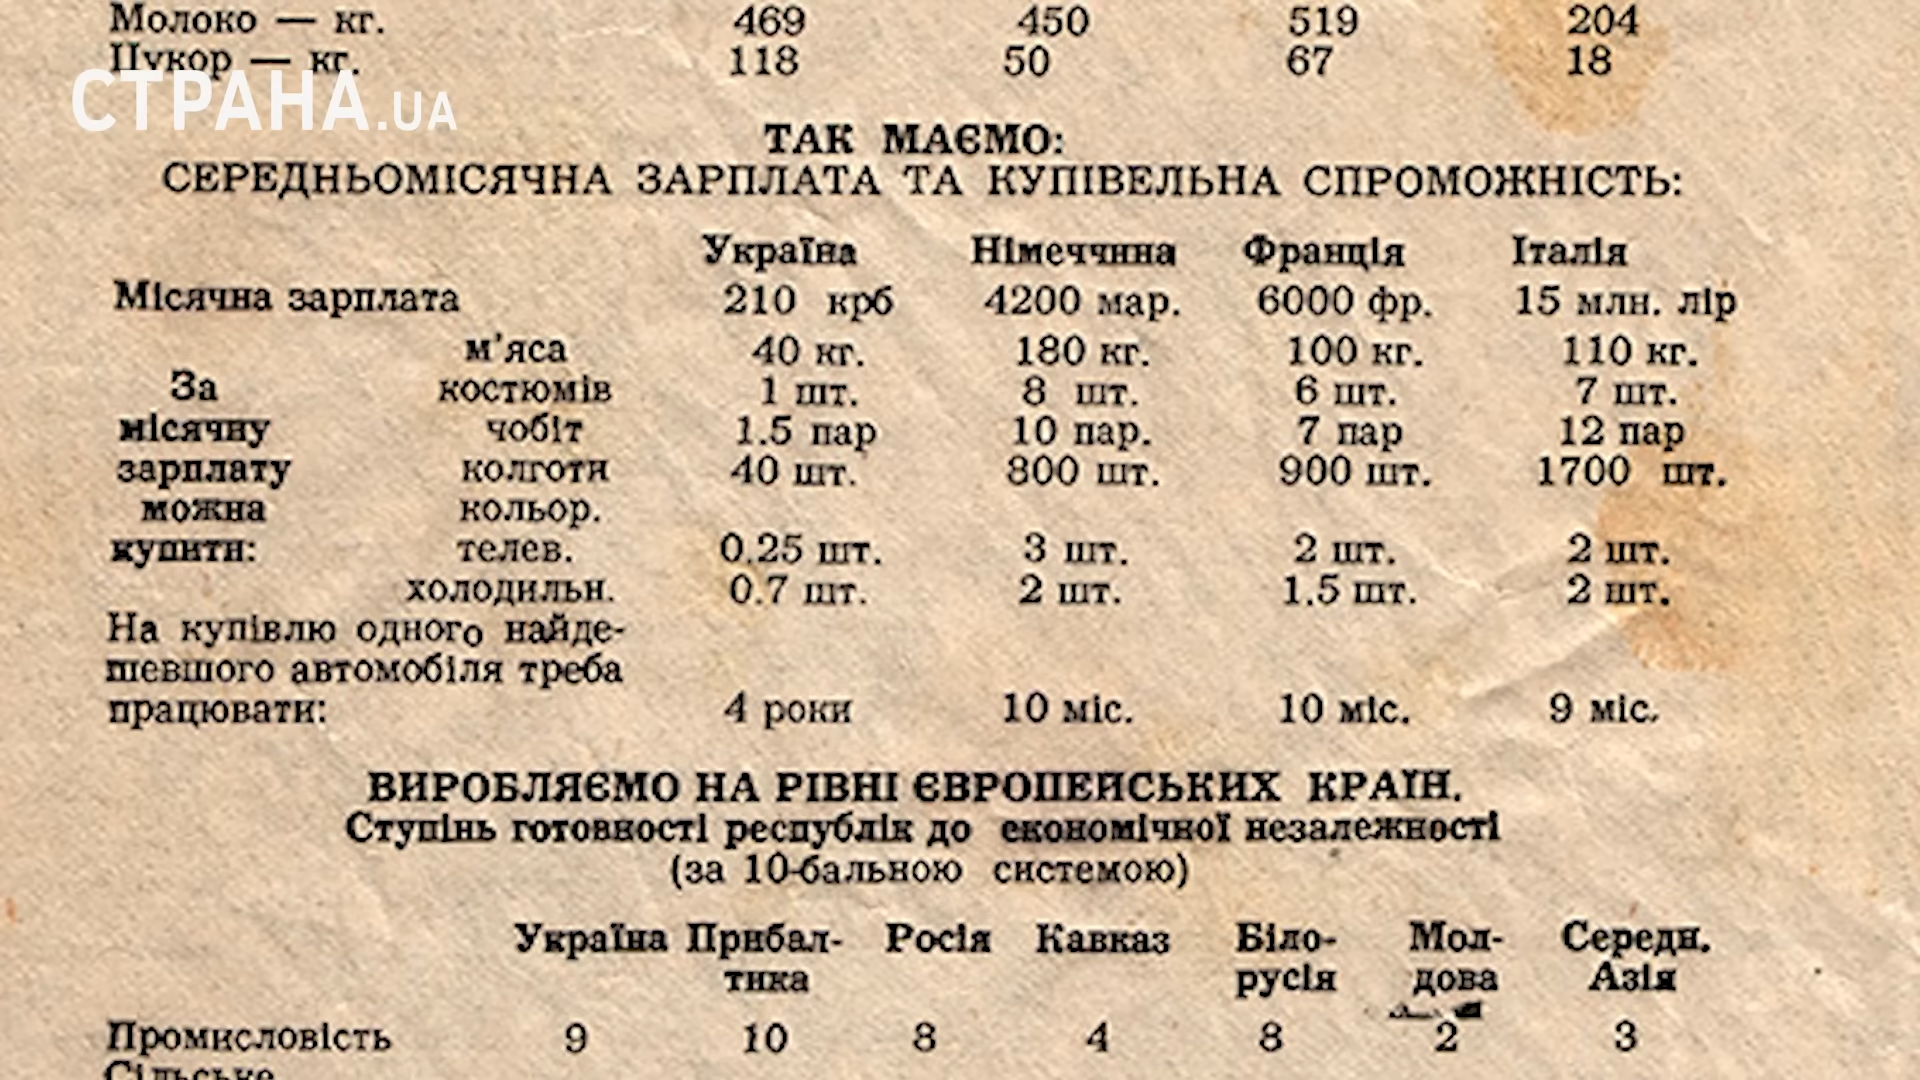 Молоко — кг. 469 450 519 204
Цукор — кг. 118 50 67 18
СТРАНА.UA
ТАК МАЄМО:
СЕРЕДНЬОМІСЯЧНА ЗАРПЛАТА ТА КУПІВЕЛЬНА СПРОМОЖНІСТЬ:
Україна Німеччина Франція Італія
Місячна зарплата 210 крб 4200 мар. 6000 фр. 15 млн. лір
м'яса 40 кг. 180 кг. 100 кг. 110 кг.
За костюмів 1 шт. 8 шт. 6 шт. 7 шт.
місячну чобіт 1.5 пар 10 пар. 7 пар 12 пар
зарплату колготи 40 шт. 800 шт. 900 шт. 1700 шт.
можна кольор.
купити: телев. 0.25 шт. 3 шт. 2 шт. 2 шт.
холодильн. 0.7 шт. 2 шт. 1.5 шт. 2 шт.
На купівлю одного найде-
шевшого автомобіля треба
працювати: 4 роки 10 міс. 10 міс. 9 міс.
ВИРОБЛЯЄМО НА РІВНІ ЄВРОПЕЙСЬКИХ КРАЇН.
Ступінь готовності республік до економічної незалежності
(за 10-бальною системою)
Україна Прибал- Росія Кавказ Біло- Мол- Середн.
тика русія дова Азія
Промисловість 9 10 8 4 8 2 3
Сільське